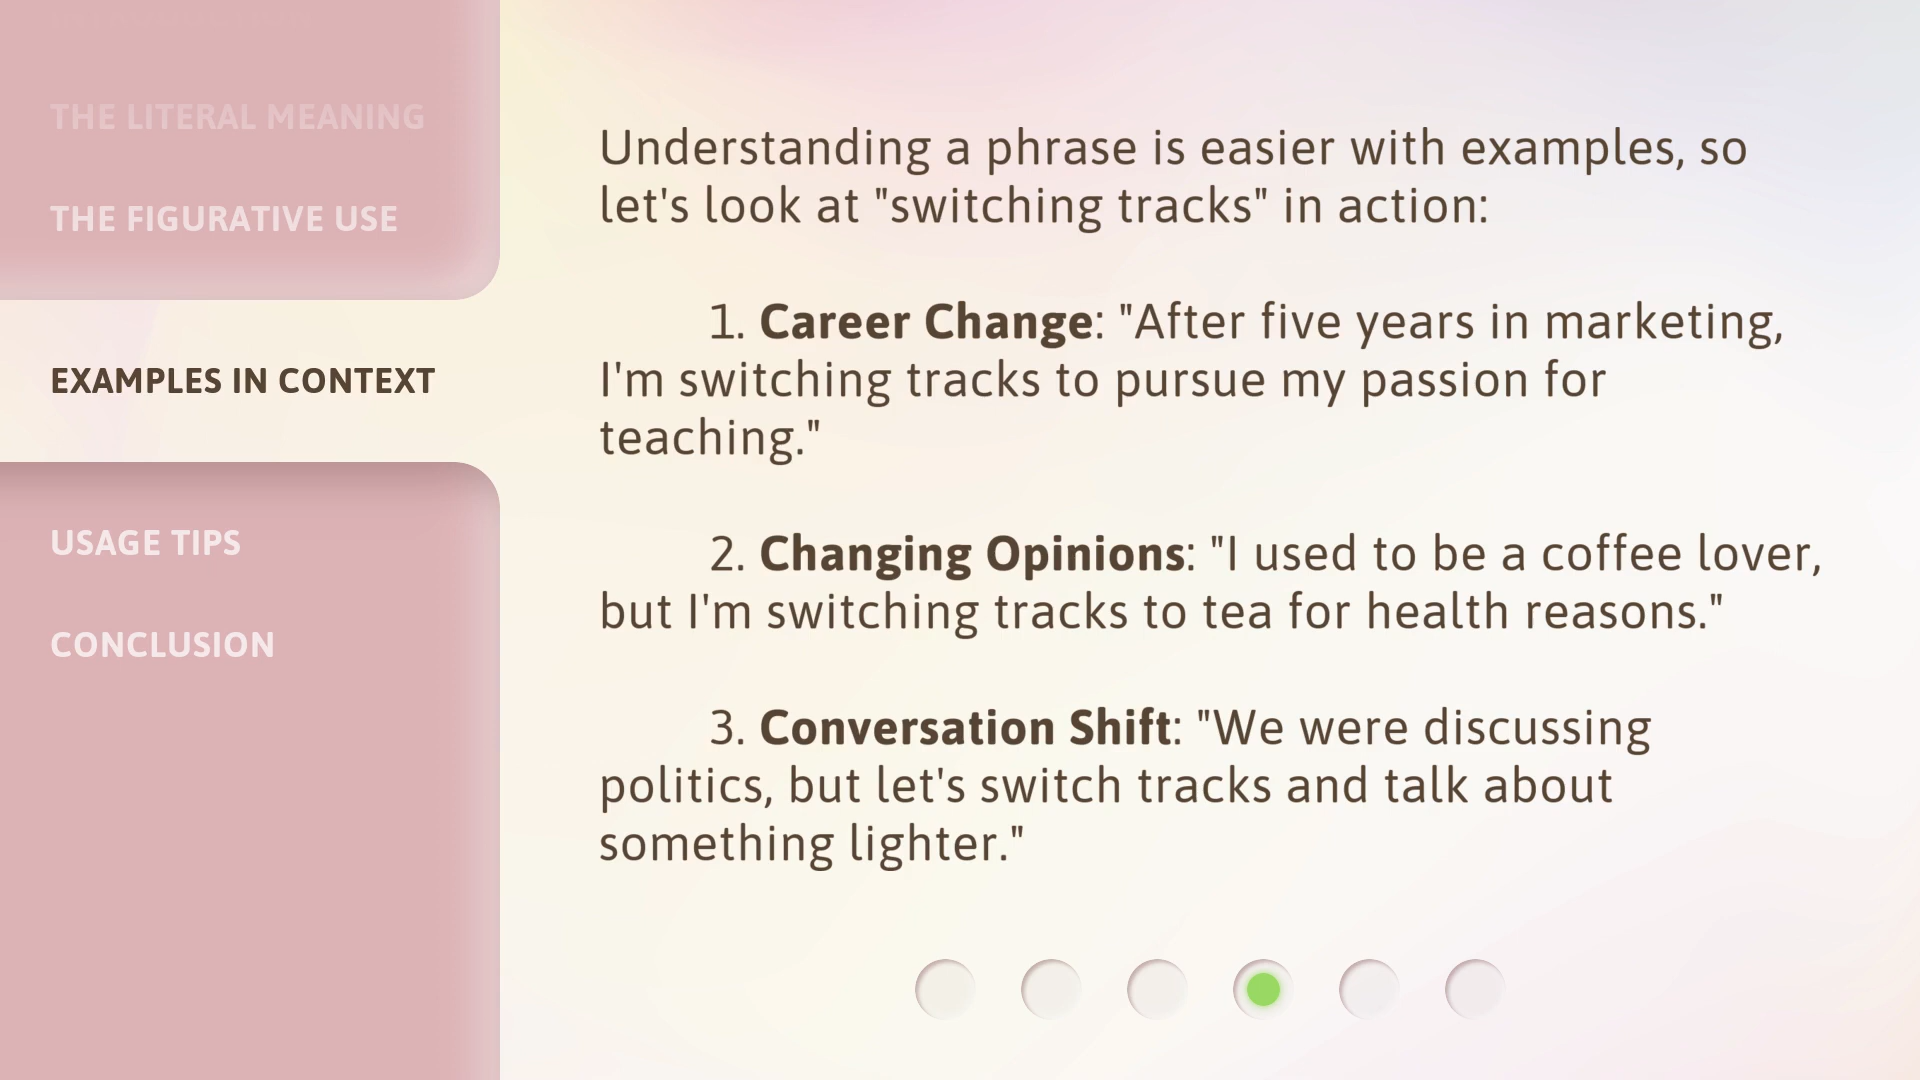 THE LITERAL MEANING
THE FIGURATIVE USE
EXAMPLES IN CONTEXT
USAGE TIPS
CONCLUSION
Understanding a phrase is easier with examples, so
let's look at "switching tracks" in action:
1. Career Change: "After five years in marketing,
I'm switching tracks to pursue my passion for
teaching."
2. Changing Opinions: "I used to be a coffee lover,
but I'm switching tracks to tea for health reasons."
3. Conversation Shift: "We were discussing
politics, but let's switch tracks and talk about
something lighter."